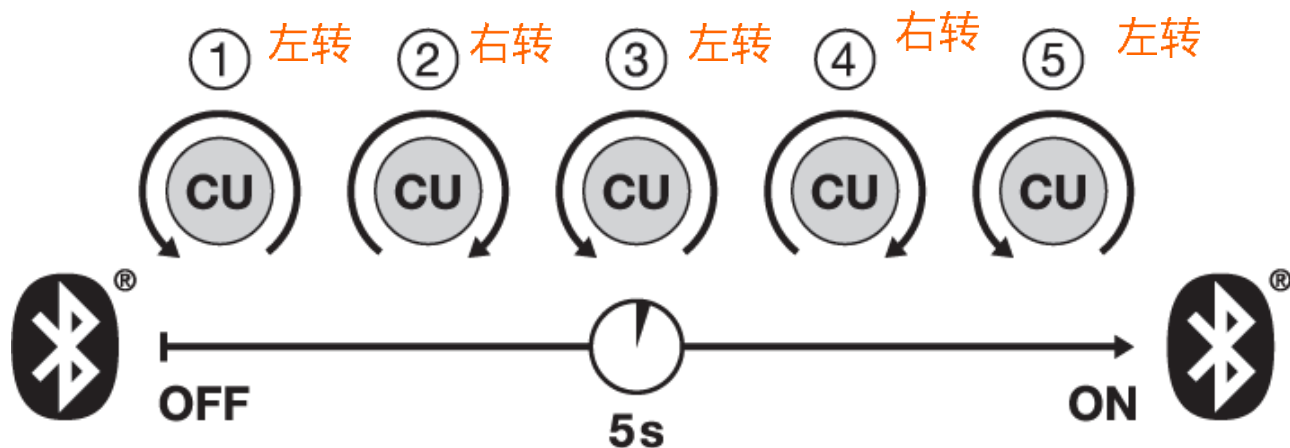 ① 左转 ② 右转 ③ 左转 ④ 右转 ⑤ 左转
CU CU CU CU CU
® ®
OFF 5s ON